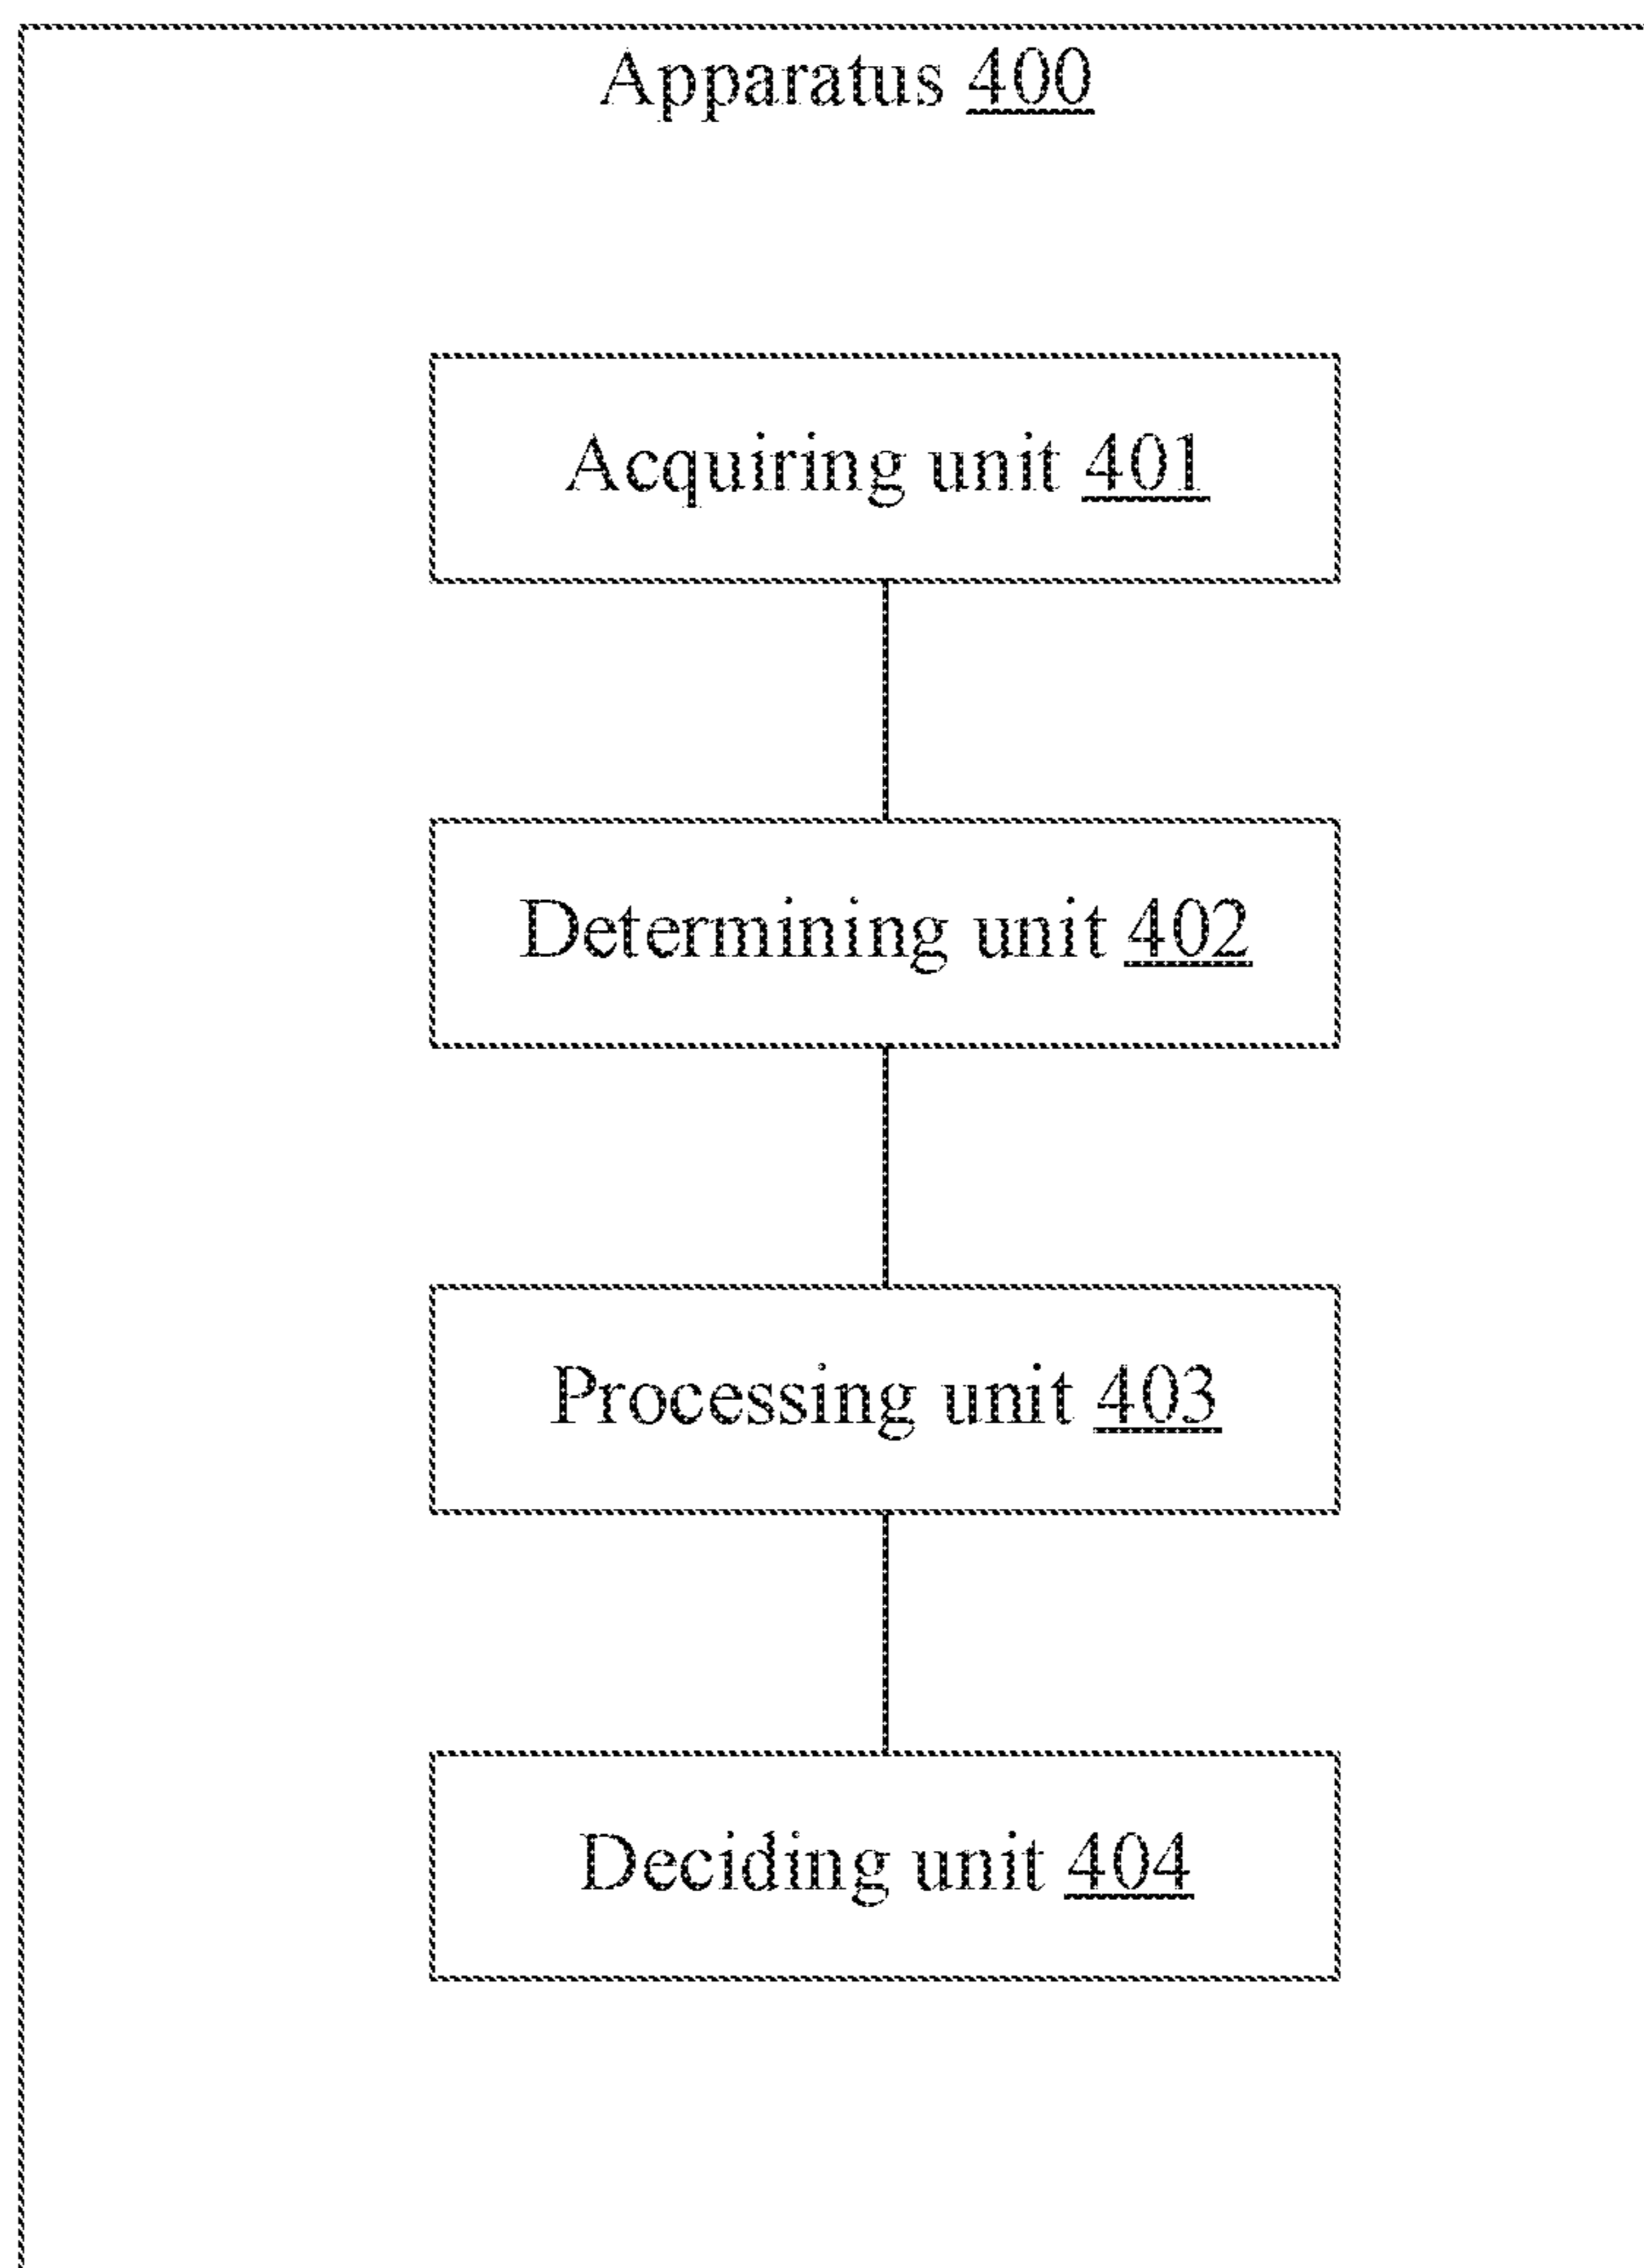 Apparatus 400
Acquiring unit 401
Determining unit 402
Processing unit 403
Deciding unit 404